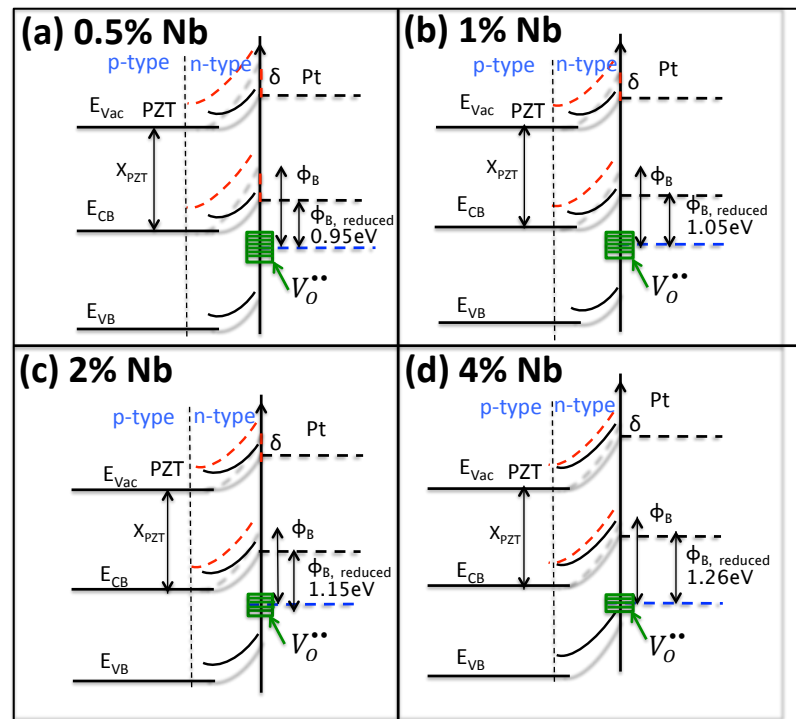 (a) 0.5% Nb
p-type n-type
δ Pt
E_Vac PZT
X_PZT
ϕ_B
E_CB
ϕ_B, reduced
0.95eV
V_O^••
E_VB
(b) 1% Nb
p-type n-type
δ Pt
E_Vac PZT
X_PZT
ϕ_B
E_CB
ϕ_B, reduced
1.05eV
V_O^••
E_VB
(c) 2% Nb
p-type n-type
Pt
δ
E_Vac PZT
X_PZT
ϕ_B
E_CB
ϕ_B, reduced
1.15eV
V_O^••
E_VB
(d) 4% Nb
p-type n-type
Pt
δ
E_Vac PZT
X_PZT
ϕ_B
E_CB
ϕ_B, reduced
1.26eV
V_O^••
E_VB